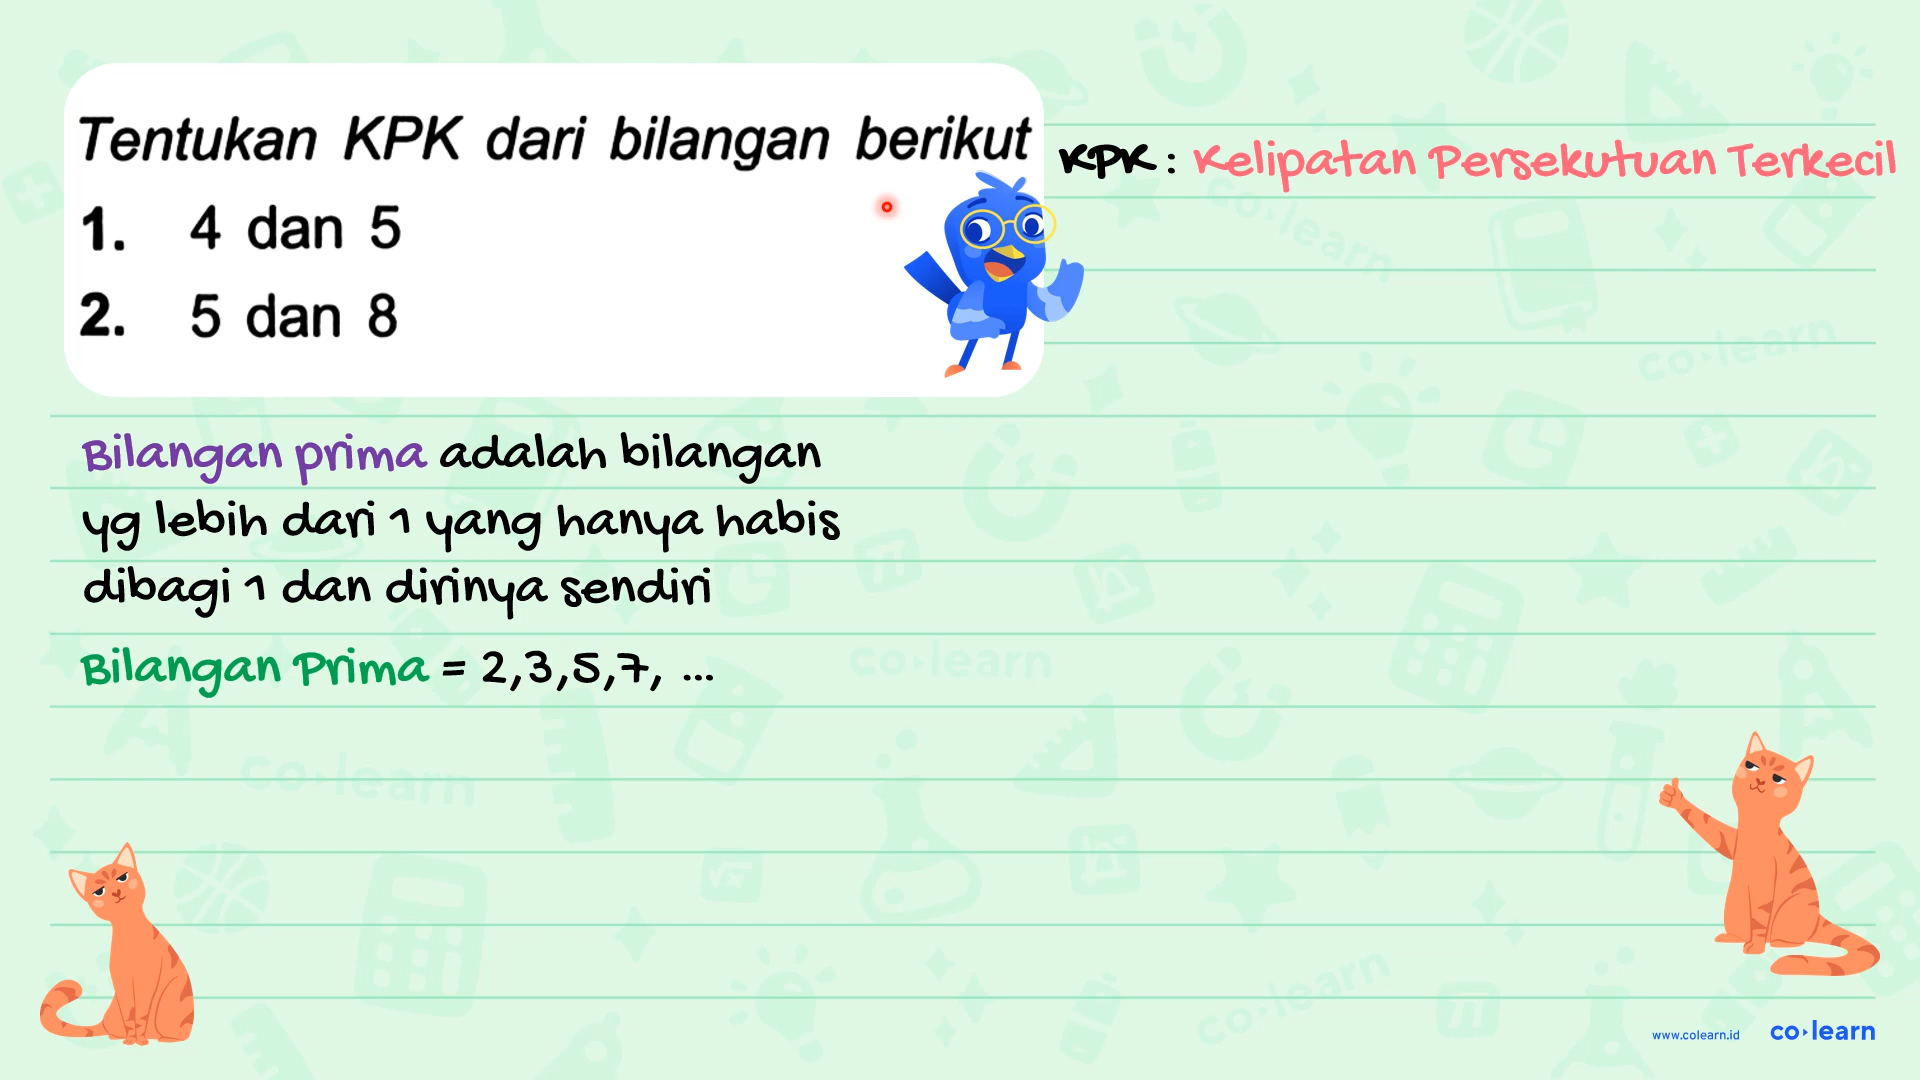 Tentukan KPK dari bilangan berikut
1. 4 dan 5
2. 5 dan 8
KPK : Kelipatan Persekutuan Terkecil
Bilangan prima adalah bilangan
yg lebih dari 1 yang hanya habis
dibagi 1 dan dirinya sendiri
Bilangan Prima = 2,3,5,7, ...
www.colearn.id
co▸learn